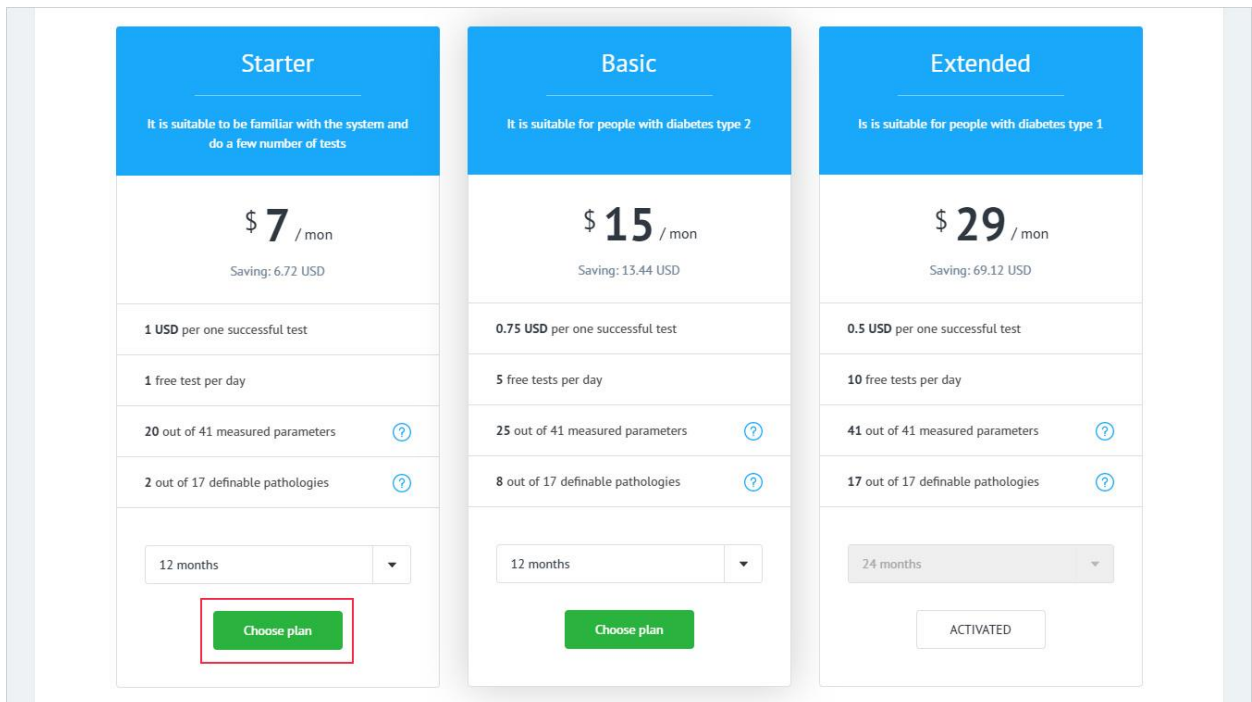 Starter
It is suitable to be familiar with the system and
do a few number of tests
$ 7 / mon
Saving: 6.72 USD
1 USD per one successful test
1 free test per day
20 out of 41 measured parameters ?
2 out of 17 definable pathologies ?
12 months
Choose plan
Basic
It is suitable for people with diabetes type 2
$ 15 / mon
Saving: 13.44 USD
0.75 USD per one successful test
5 free tests per day
25 out of 41 measured parameters ?
8 out of 17 definable pathologies ?
12 months
Choose plan
Extended
Is is suitable for people with diabetes type 1
$ 29 / mon
Saving: 69.12 USD
0.5 USD per one successful test
10 free tests per day
41 out of 41 measured parameters ?
17 out of 17 definable pathologies ?
24 months
ACTIVATED